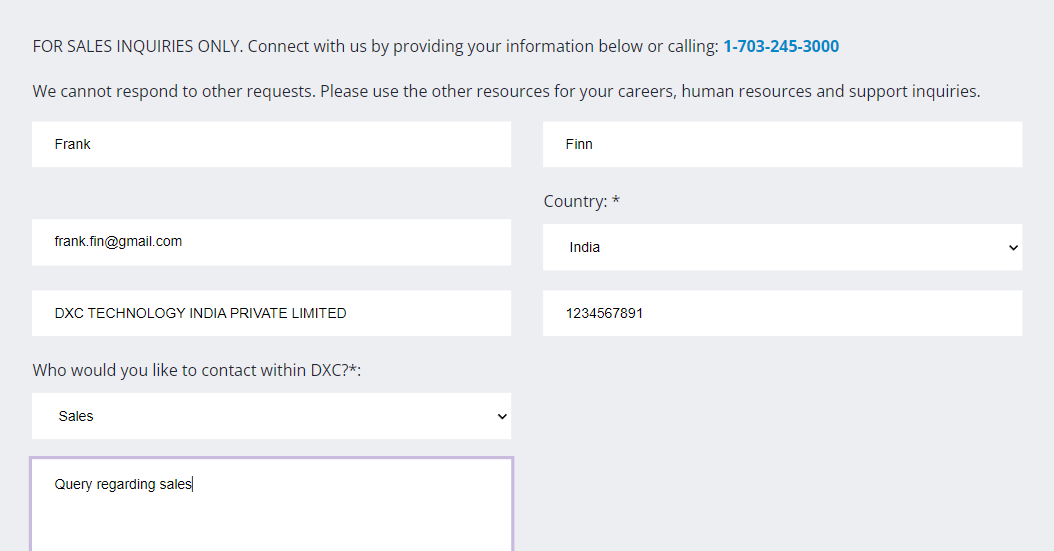 FOR SALES INQUIRIES ONLY. Connect with us by providing your information below or calling: 1-703-245-3000
We cannot respond to other requests. Please use the other resources for your careers, human resources and support inquiries.
Frank
Finn
Country: *
frank.fin@gmail.com
India
DXC TECHNOLOGY INDIA PRIVATE LIMITED
1234567891
Who would you like to contact within DXC?*:
Sales
Query regarding sales